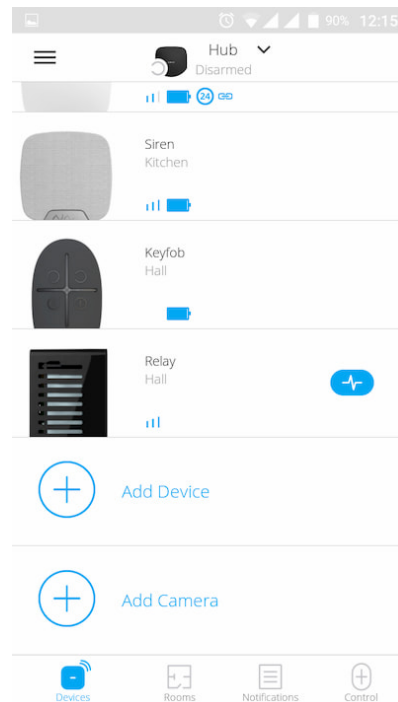 90% 12:15
Hub
Disarmed
24
Siren
Kitchen
Keyfob
Hall
Relay
Hall
Add Device
Add Camera
Devices
Rooms
Notifications
Control